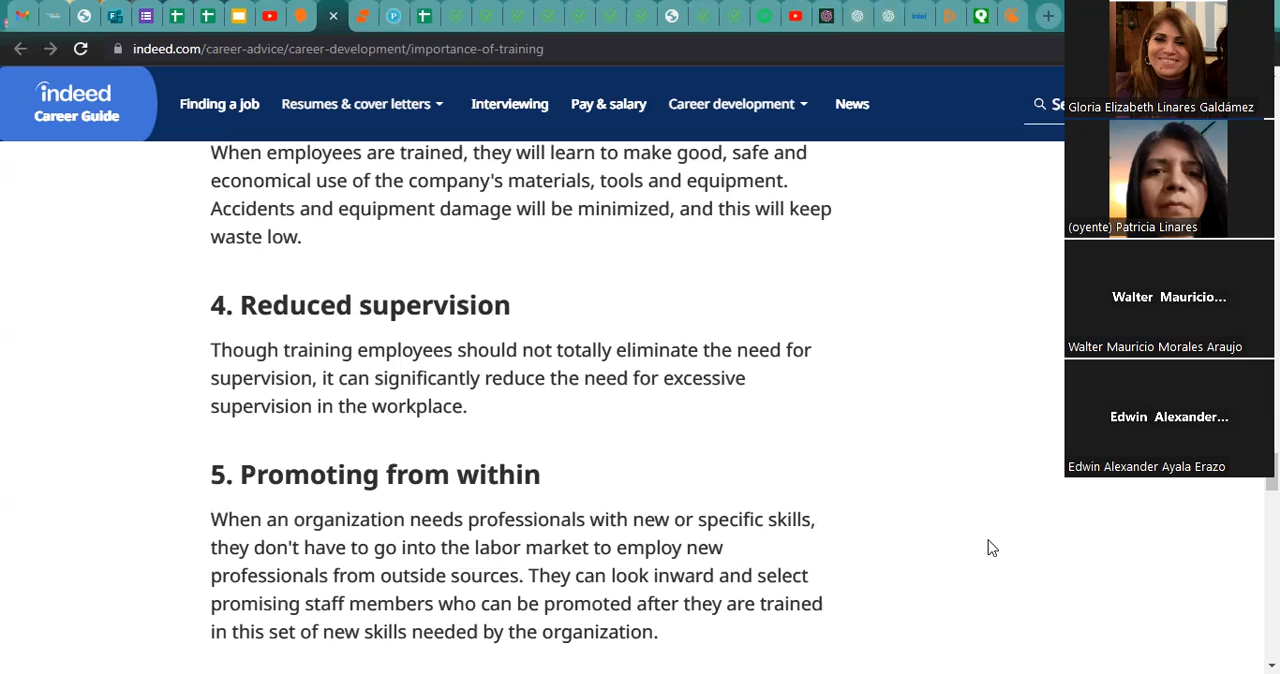 indeed.com/career-advice/career-development/importance-of-training
indeed
Career Guide
Finding a job
Resumes & cover letters
Interviewing
Pay & salary
Career development
News
When employees are trained, they will learn to make good, safe and
economical use of the company's materials, tools and equipment.
Accidents and equipment damage will be minimized, and this will keep
waste low.
4. Reduced supervision
Though training employees should not totally eliminate the need for
supervision, it can significantly reduce the need for excessive
supervision in the workplace.
5. Promoting from within
When an organization needs professionals with new or specific skills,
they don't have to go into the labor market to employ new
professionals from outside sources. They can look inward and select
promising staff members who can be promoted after they are trained
in this set of new skills needed by the organization.
Gloria Elizabeth Linares Galdámez
(oyente) Patricia Linares
Walter Mauricio...
Walter Mauricio Morales Araujo
Edwin Alexander...
Edwin Alexander Ayala Erazo